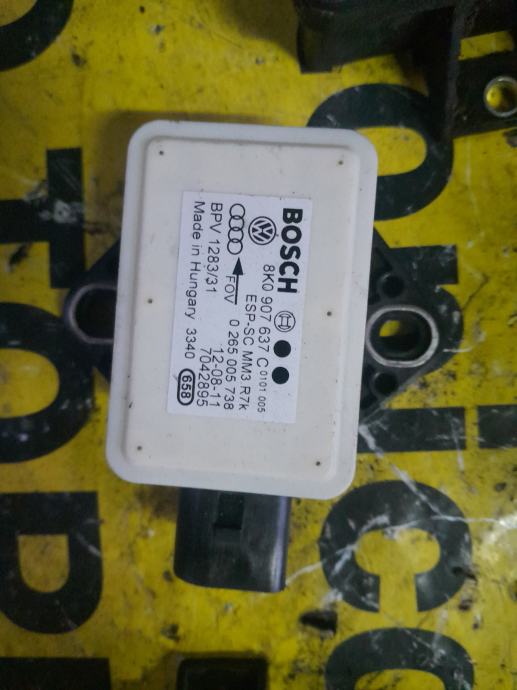 BOSCH
8K0 907 637 C 0101 005
ESP-SC MM3 R7k
FOV 0 265 005 738
BPV 1283/31 12-08-11
7042895
Made in Hungary 3340 658